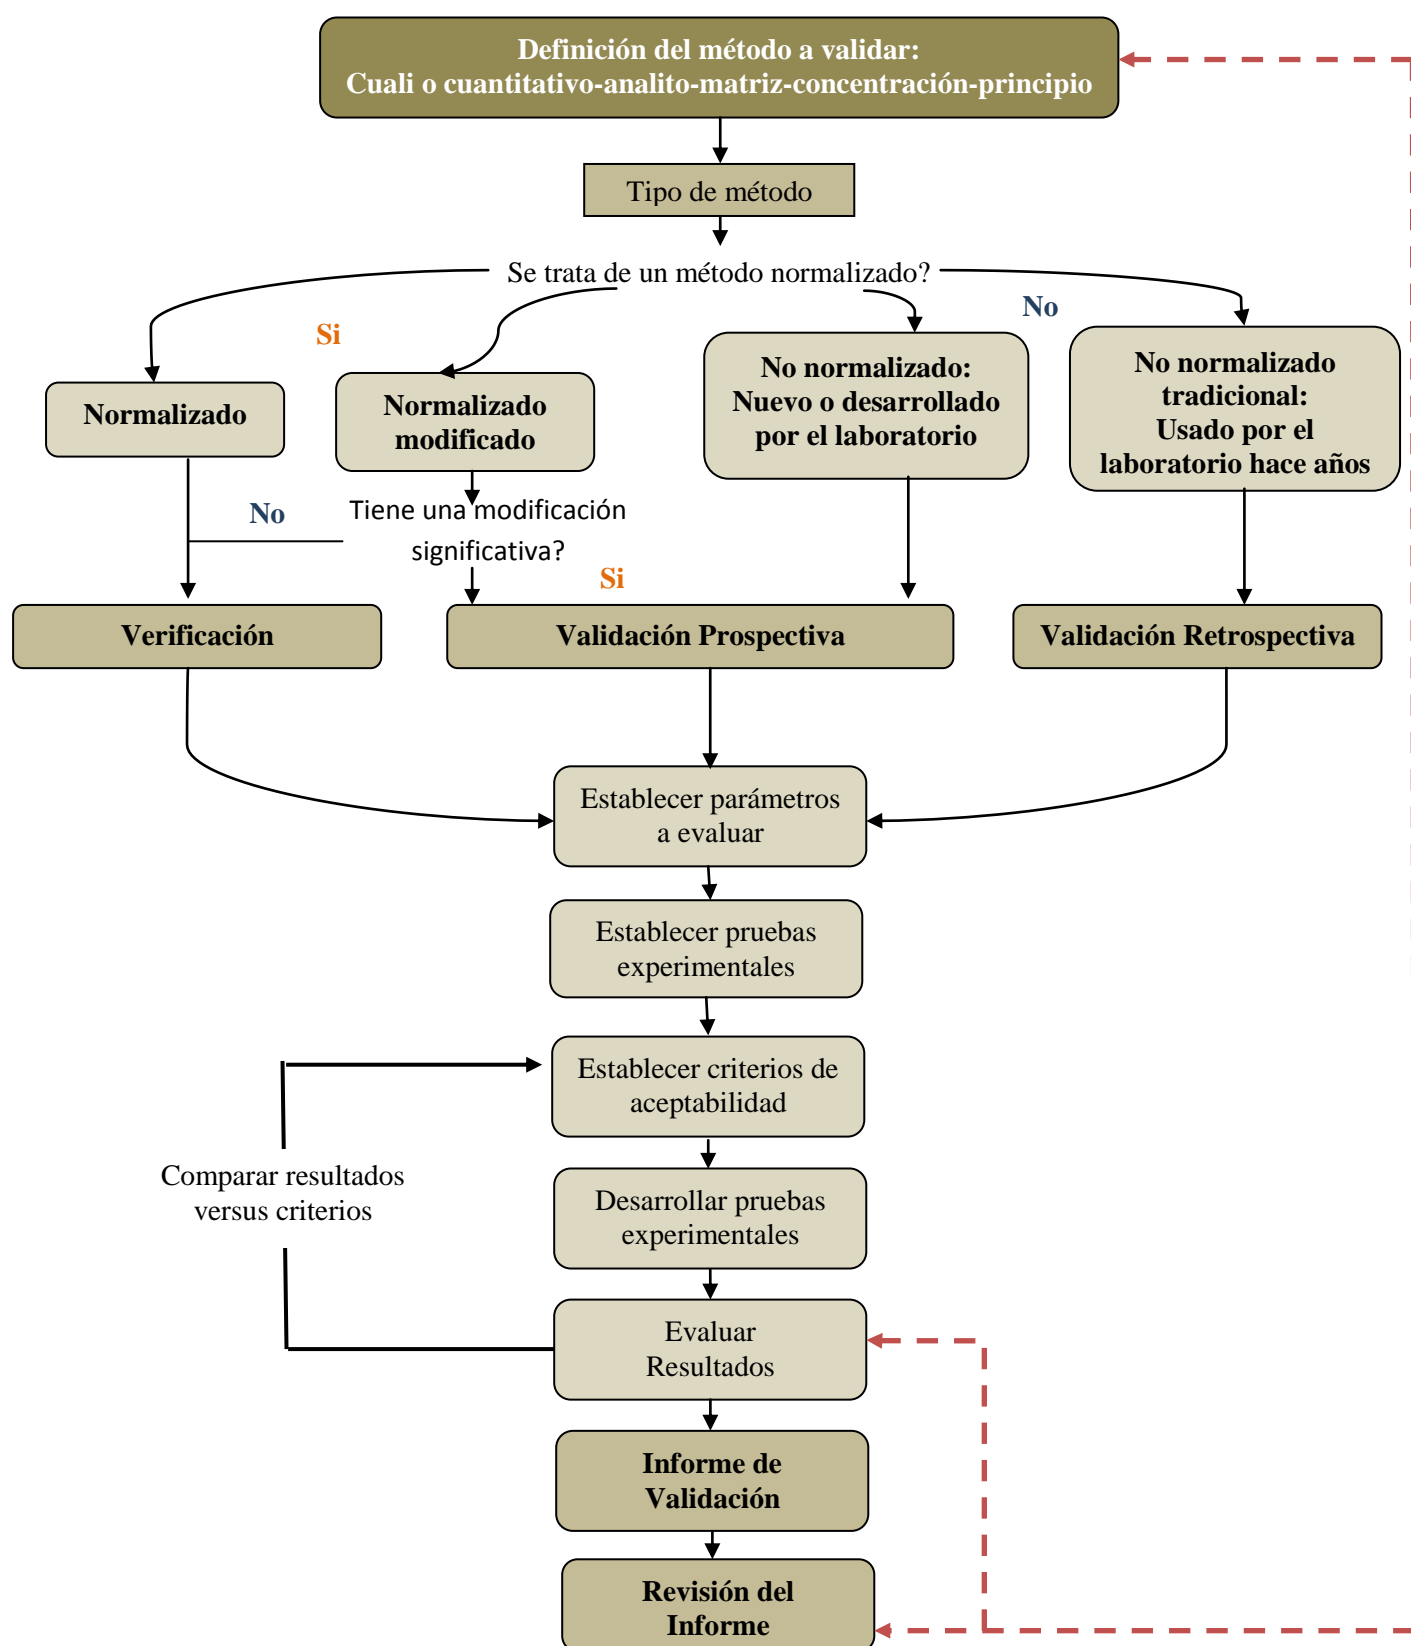 Definición del método a validar:
Cuali o cuantitativo-analito-matriz-concentración-principio
Tipo de método
Se trata de un método normalizado?
Si
No
Normalizado
Normalizado
modificado
No normalizado:
Nuevo o desarrollado
por el laboratorio
No normalizado
tradicional:
Usado por el
laboratorio hace años
No
Tiene una modificación
significativa?
Si
Verificación
Validación Prospectiva
Validación Retrospectiva
Establecer parámetros
a evaluar
Establecer pruebas
experimentales
Establecer criterios de
aceptabilidad
Comparar resultados
versus criterios
Desarrollar pruebas
experimentales
Evaluar
Resultados
Informe de
Validación
Revisión del
Informe